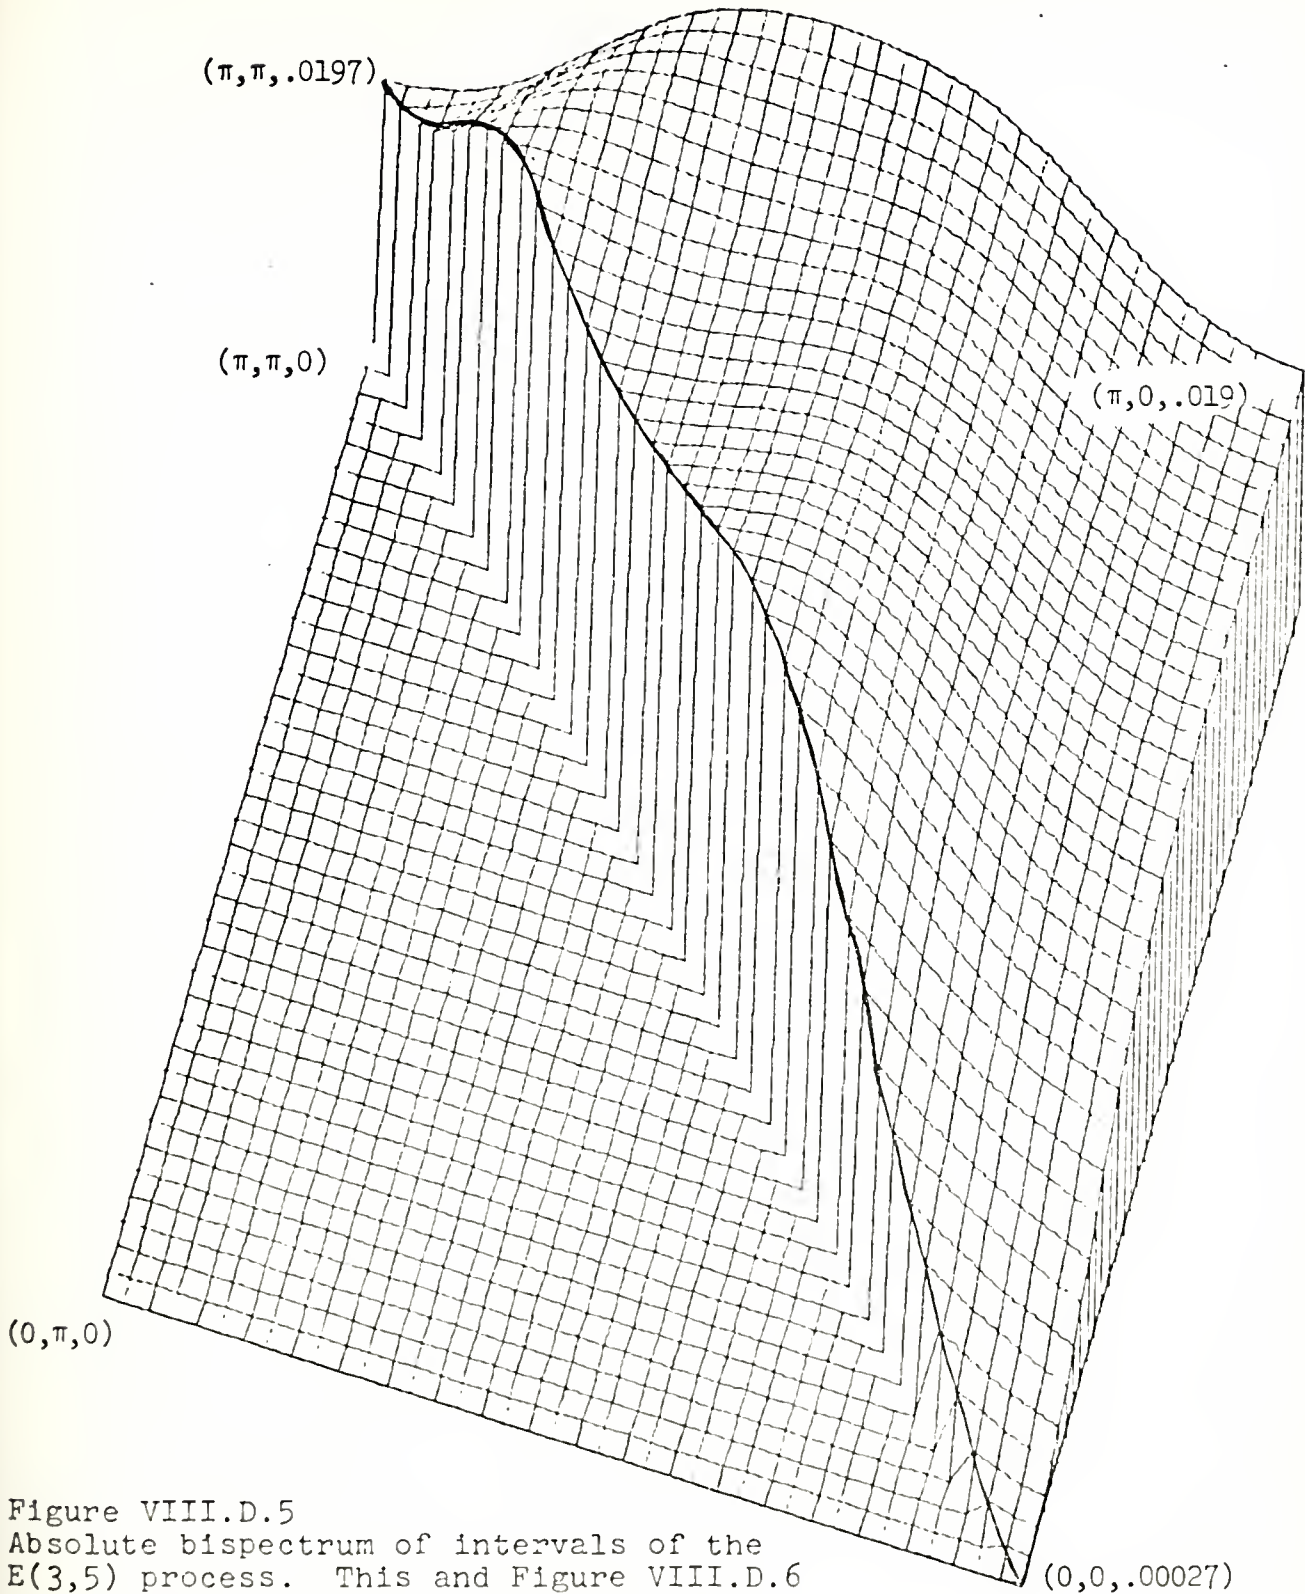 (π,π,.0197)
(π,π,0)
(π,0,.019)
(0,π,0)
Figure VIII.D.5
Absolute bispectrum of intervals of the
E(3,5) process. This and Figure VIII.D.6
(0,0,.00027)